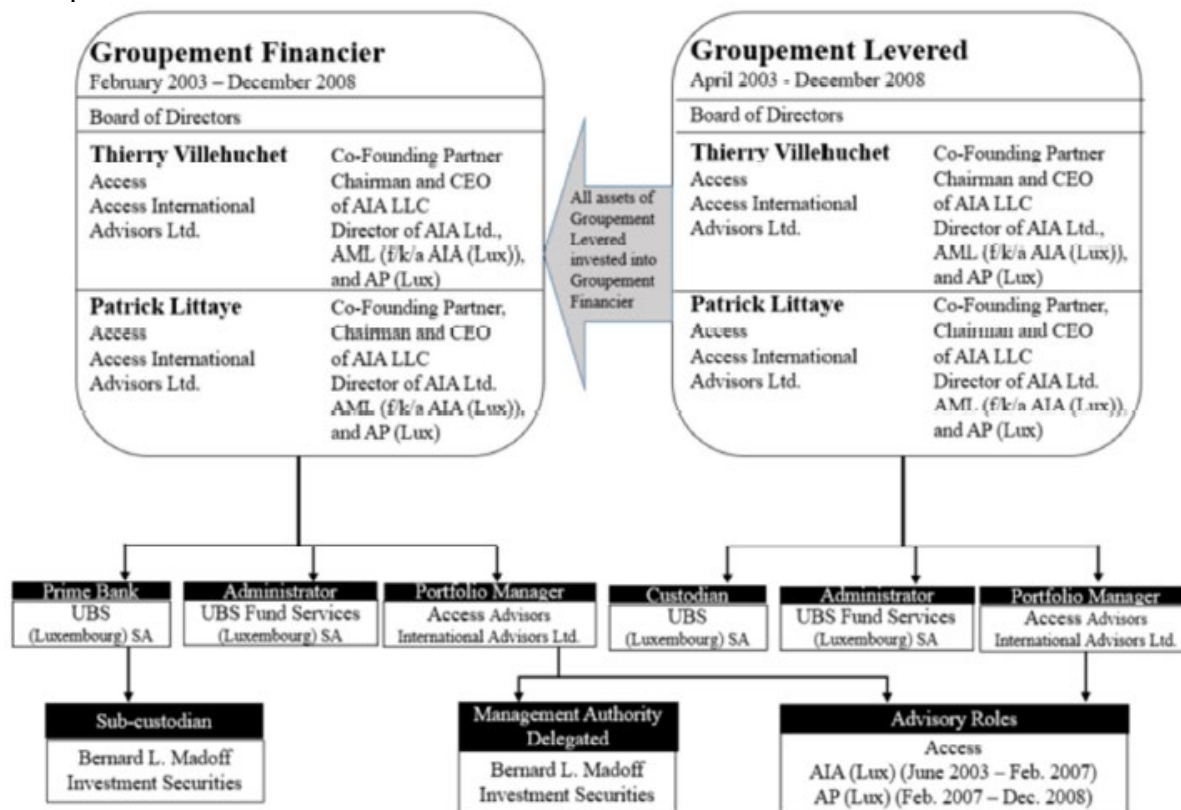 Groupement Financier
February 2003 – December 2008
Board of Directors
Thierry Villehuchet Co-Founding Partner
Access Chairman and CEO
Access International of AIA LLC
Advisors Ltd. Director of AIA Ltd.,
AML (f/k/a AIA (Lux)),
and AP (Lux)
Patrick Littaye Co-Founding Partner,
Access Chairman and CEO
Access International of AIA LLC
Advisors Ltd. Director of AIA Ltd.
AML (f/k/a AIA (Lux)),
and AP (Lux)
All assets of
Groupement
Levered
invested into
Groupement
Financier
Groupement Levered
April 2003 - December 2008
Board of Directors
Thierry Villehuchet Co-Founding Partner
Access Chairman and CEO
Access International of AIA LLC
Advisors Ltd. Director of AIA Ltd.,
AML (f/k/a AIA (Lux)),
and AP (Lux)
Patrick Littaye Co-Founding Partner,
Access Chairman and CEO
Access International of AIA LLC
Advisors Ltd. Director of AIA Ltd.
AML (f/k/a AIA (Lux)),
and AP (Lux)
Prime Bank
UBS
(Luxembourg) SA
Administrator
UBS Fund Services
(Luxembourg) SA
Portfolio Manager
Access Advisors
International Advisors Ltd.
Custodian
UBS
(Luxembourg) SA
Administrator
UBS Fund Services
(Luxembourg) SA
Portfolio Manager
Access Advisors
International Advisors Ltd.
Sub-custodian
Bernard L. Madoff
Investment Securities
Management Authority
Delegated
Bernard L. Madoff
Investment Securities
Advisory Roles
Access
AIA (Lux) (June 2003 – Feb. 2007)
AP (Lux) (Feb. 2007 – Dec. 2008)